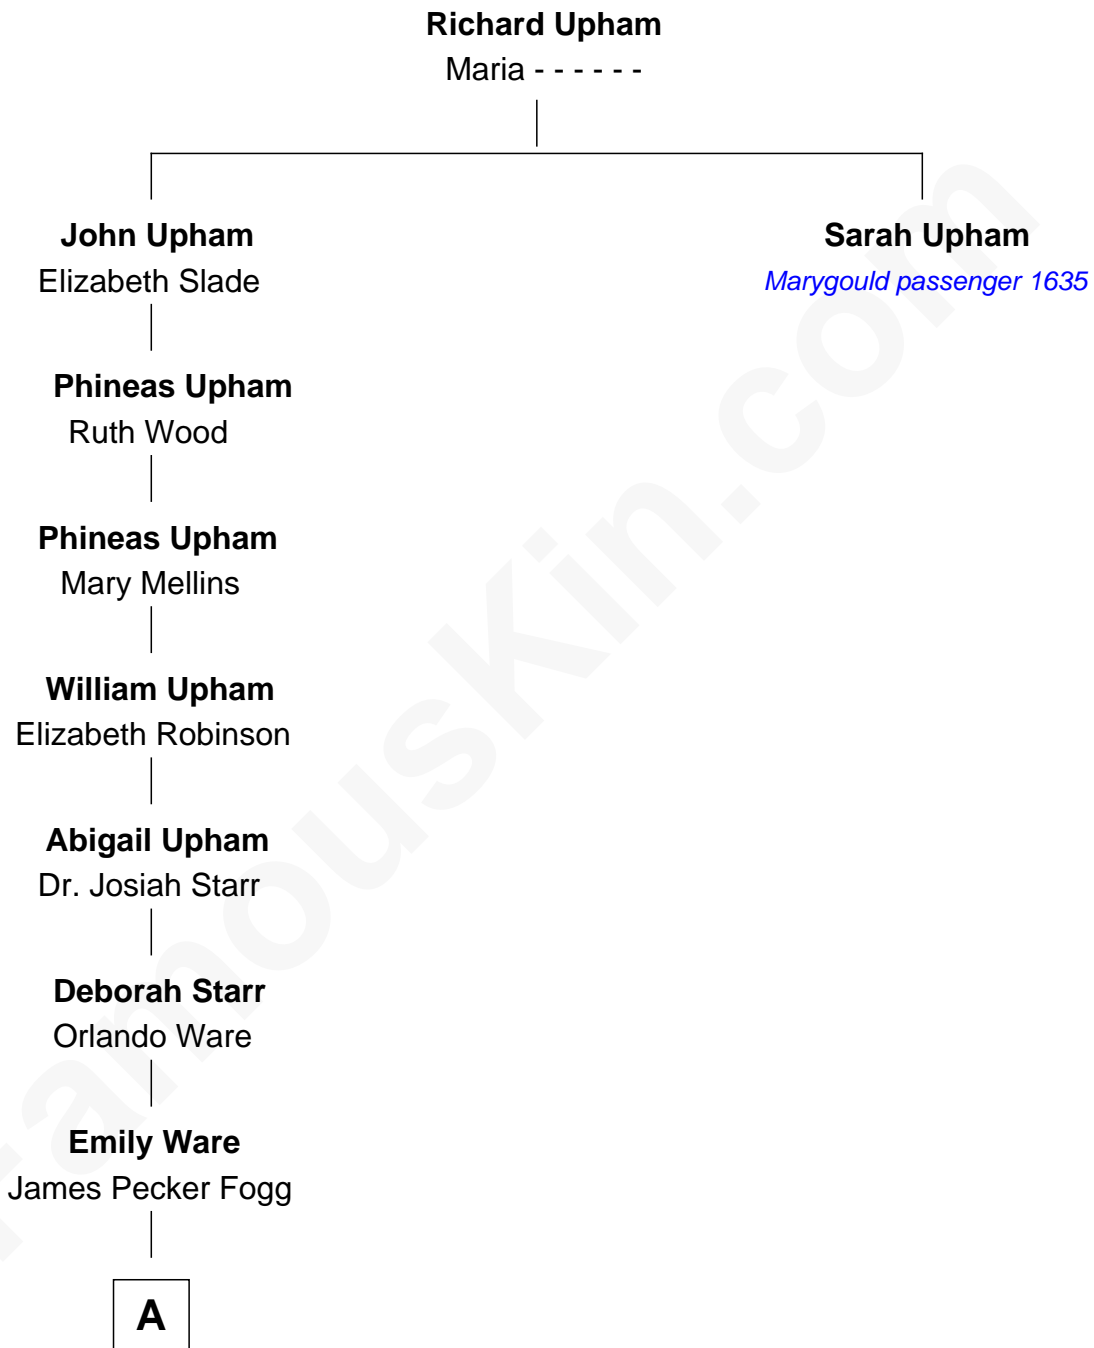 Richard Upham
Maria - - - - - -
John Upham
Elizabeth Slade
Sarah Upham
Marygould passenger 1635
Phineas Upham
Ruth Wood
Phineas Upham
Mary Mellins
William Upham
Elizabeth Robinson
Abigail Upham
Dr. Josiah Starr
Deborah Starr
Orlando Ware
Emily Ware
James Pecker Fogg
A
FamousKin.com